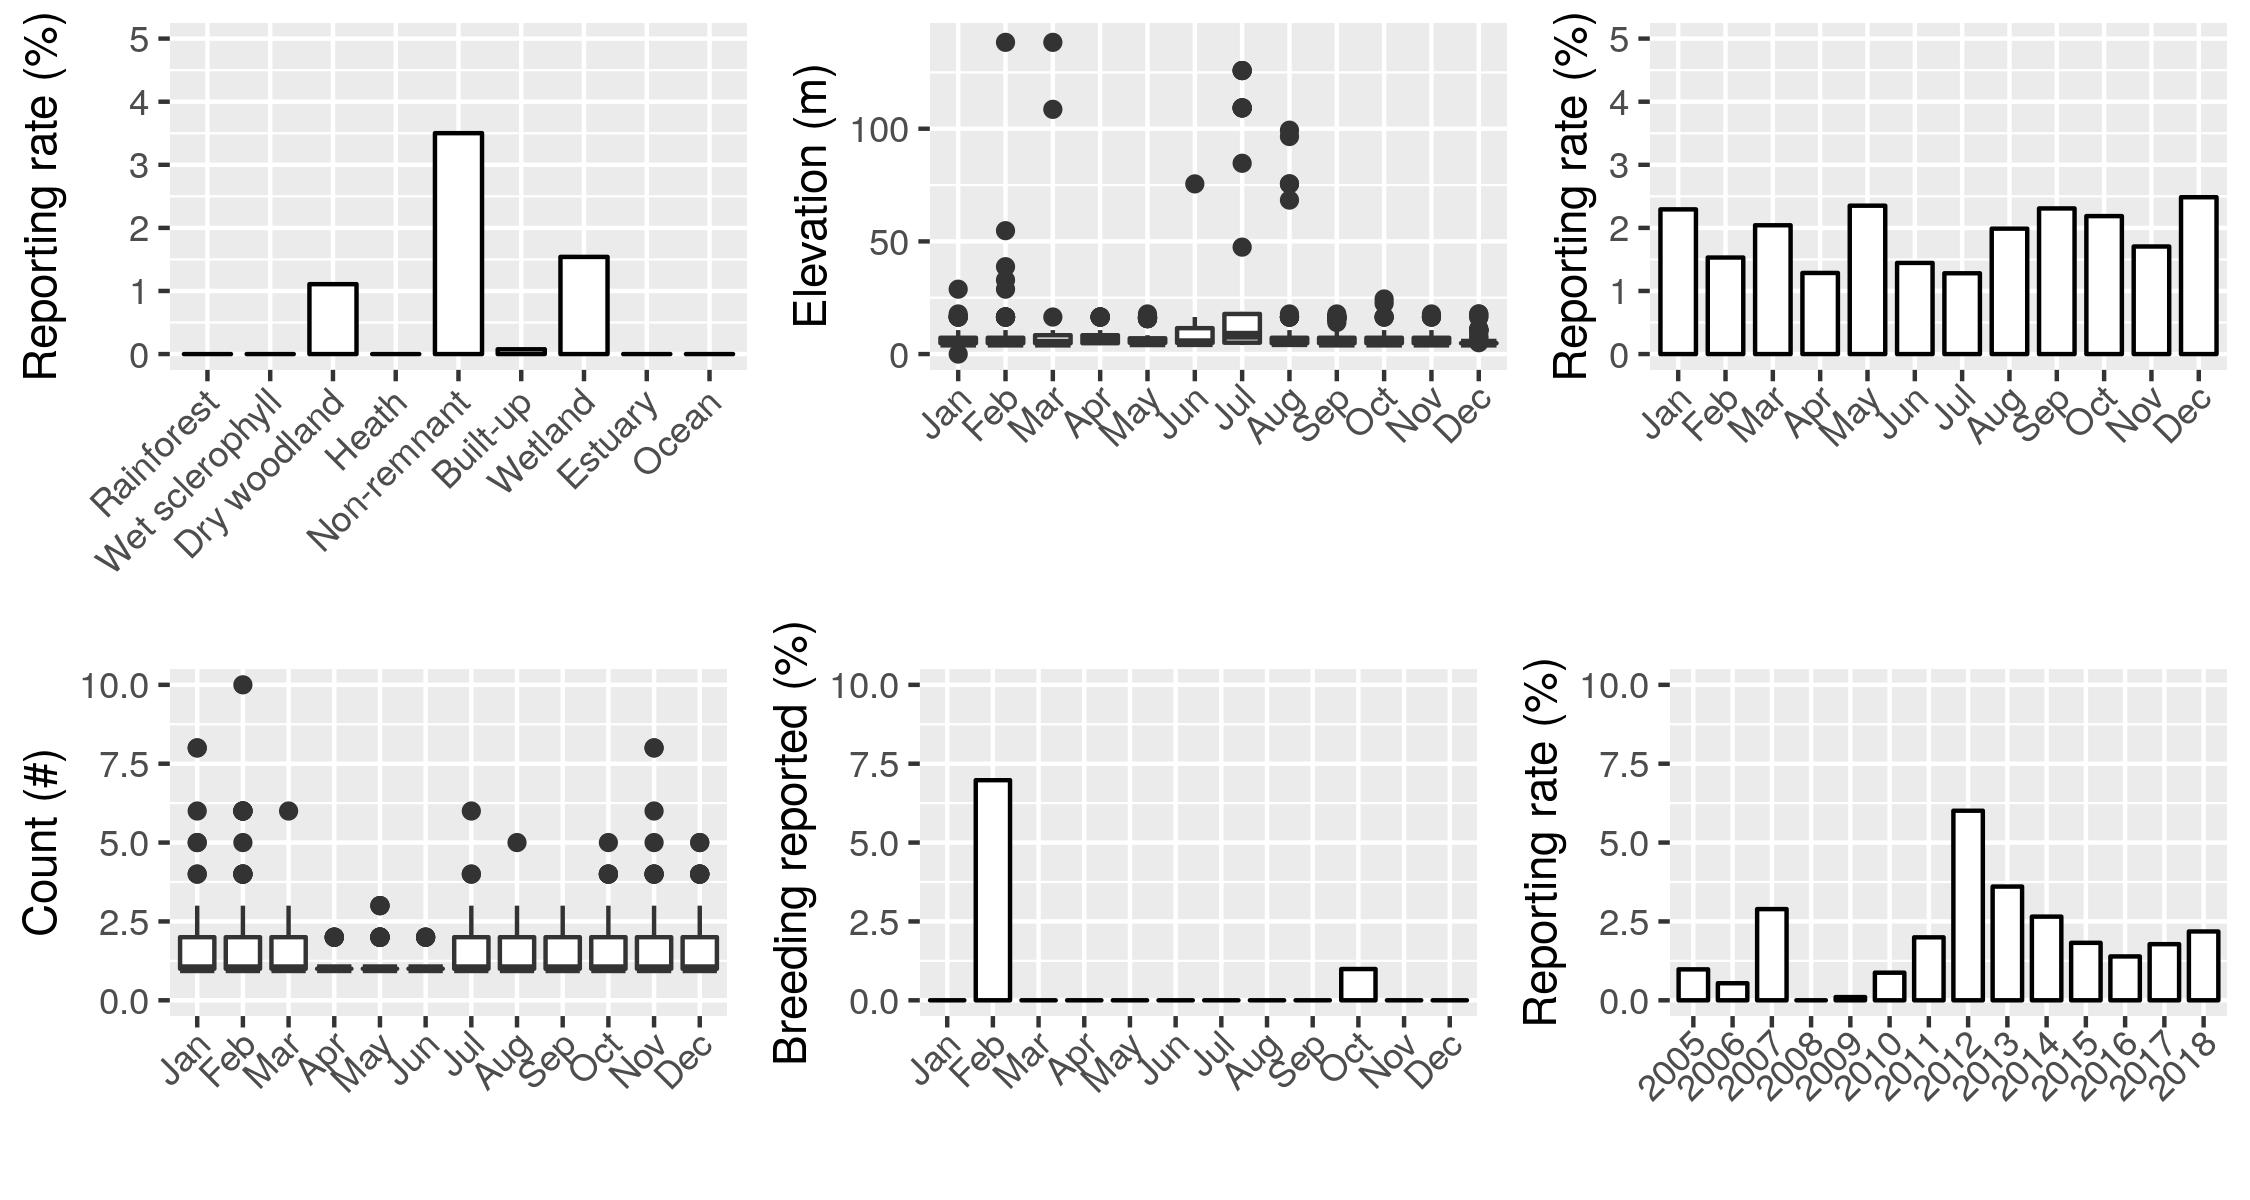 Reporting rate (%)
5
4
3
2
1
0
Rainforest
Wet sclerophyll
Dry woodland
Heath
Non-remnant
Built-up
Wetland
Estuary
Ocean
Elevation (m)
100
50
0
Jan
Feb
Mar
Apr
May
Jun
Jul
Aug
Sep
Oct
Nov
Dec
Reporting rate (%)
5
4
3
2
1
0
Jan
Feb
Mar
Apr
May
Jun
Jul
Aug
Sep
Oct
Nov
Dec
Count (#)
10.0
7.5
5.0
2.5
0.0
Jan
Feb
Mar
Apr
May
Jun
Jul
Aug
Sep
Oct
Nov
Dec
Breeding reported (%)
10.0
7.5
5.0
2.5
0.0
Jan
Feb
Mar
Apr
May
Jun
Jul
Aug
Sep
Oct
Nov
Dec
Reporting rate (%)
10.0
7.5
5.0
2.5
0.0
2005
2006
2007
2008
2009
2010
2011
2012
2013
2014
2015
2016
2017
2018